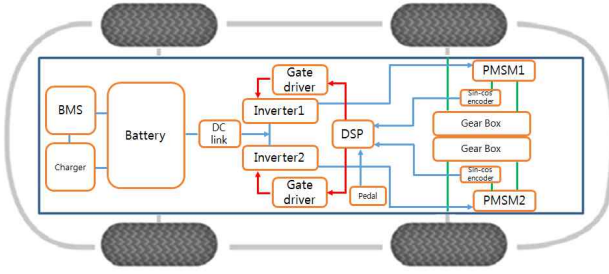 BMS
Charger
Battery
DC
link
Gate
driver
Inverter1
Inverter2
Gate
driver
DSP
Pedal
PMSM1
Sin-cos
encoder
Gear Box
Gear Box
Sin-cos
encoder
PMSM2